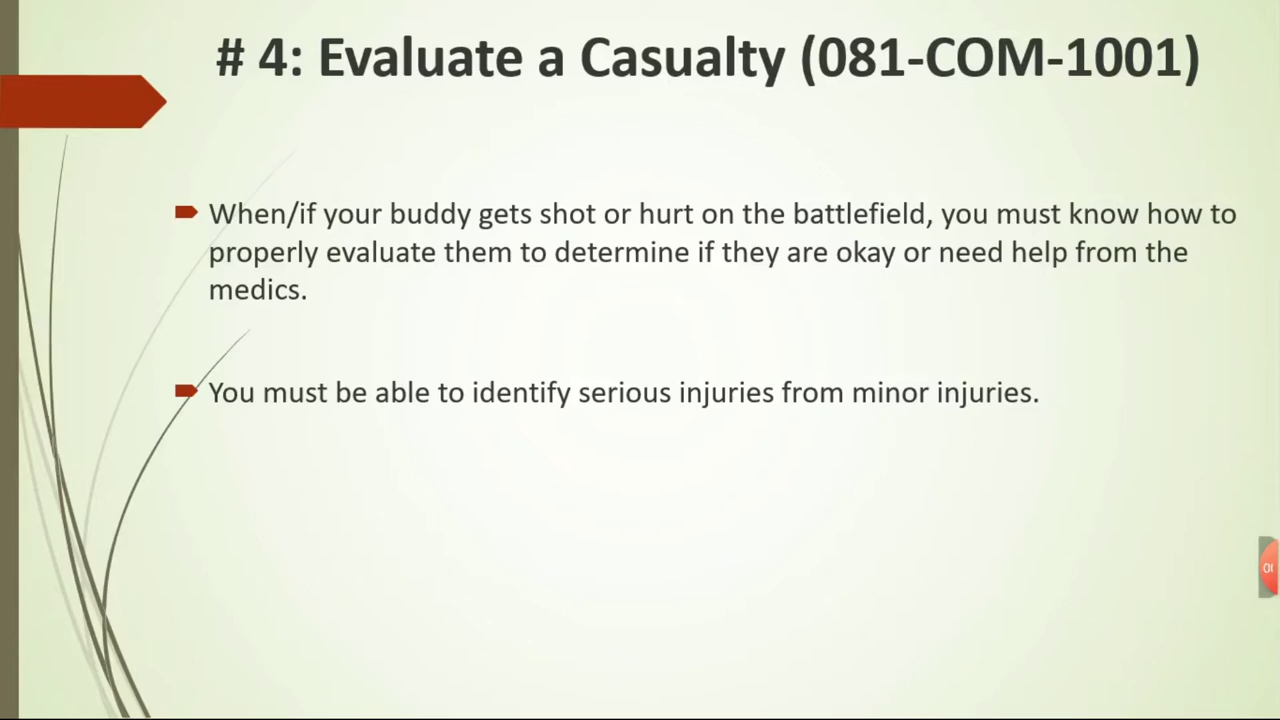 # 4: Evaluate a Casualty (081-COM-1001)
When/if your buddy gets shot or hurt on the battlefield, you must know how to
properly evaluate them to determine if they are okay or need help from the
medics.
You must be able to identify serious injuries from minor injuries.